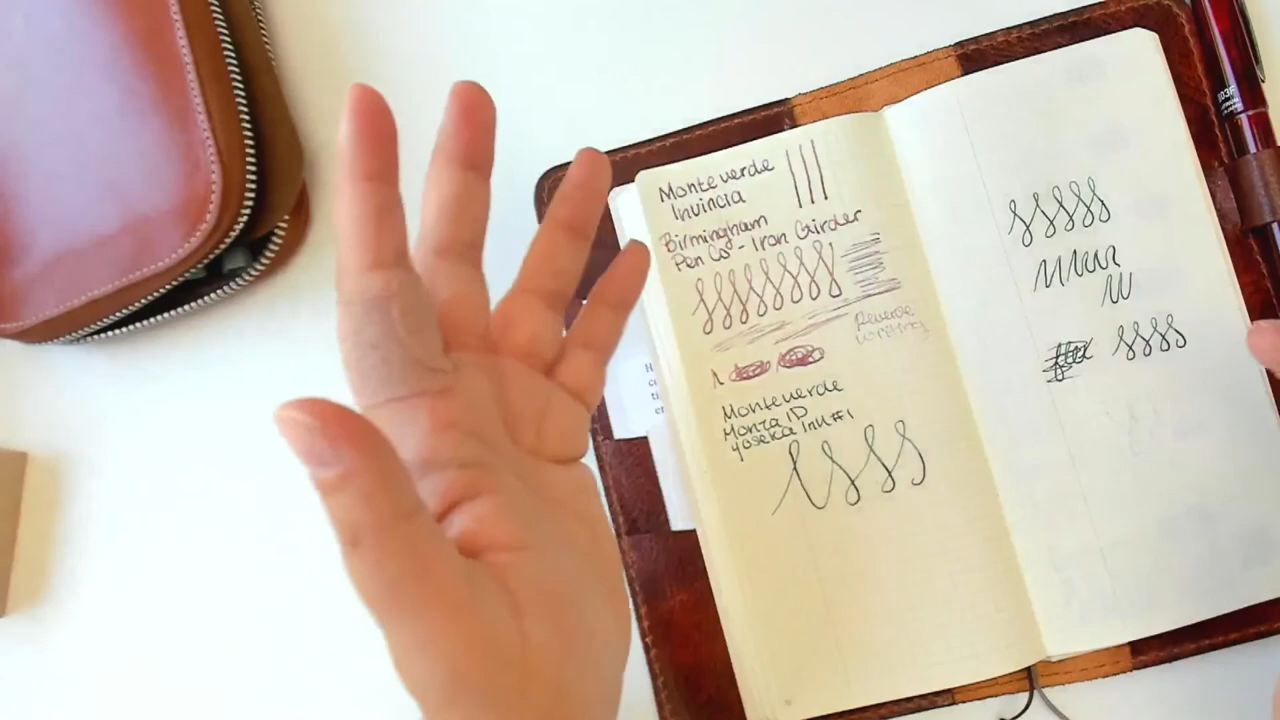 Monteverde
Invincia
Birmingham
Pen Co - Iron Girder
Reverse
writing
Monteverde
Monza ID
yoseka Ink #1